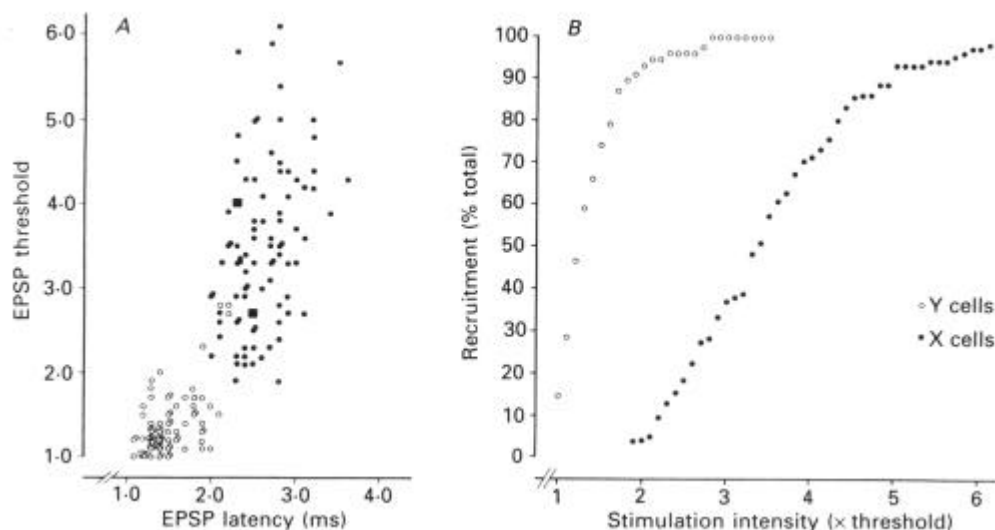 A
6·0
5·0
4·0
3·0
2·0
1·0
EPSP threshold
1·0 2·0 3·0 4·0
EPSP latency (ms)
B
100
90
80
70
60
50
40
30
20
10
0
Recruitment (% total)
○ Y cells
● X cells
1 2 3 4 5 6
Stimulation intensity (× threshold)